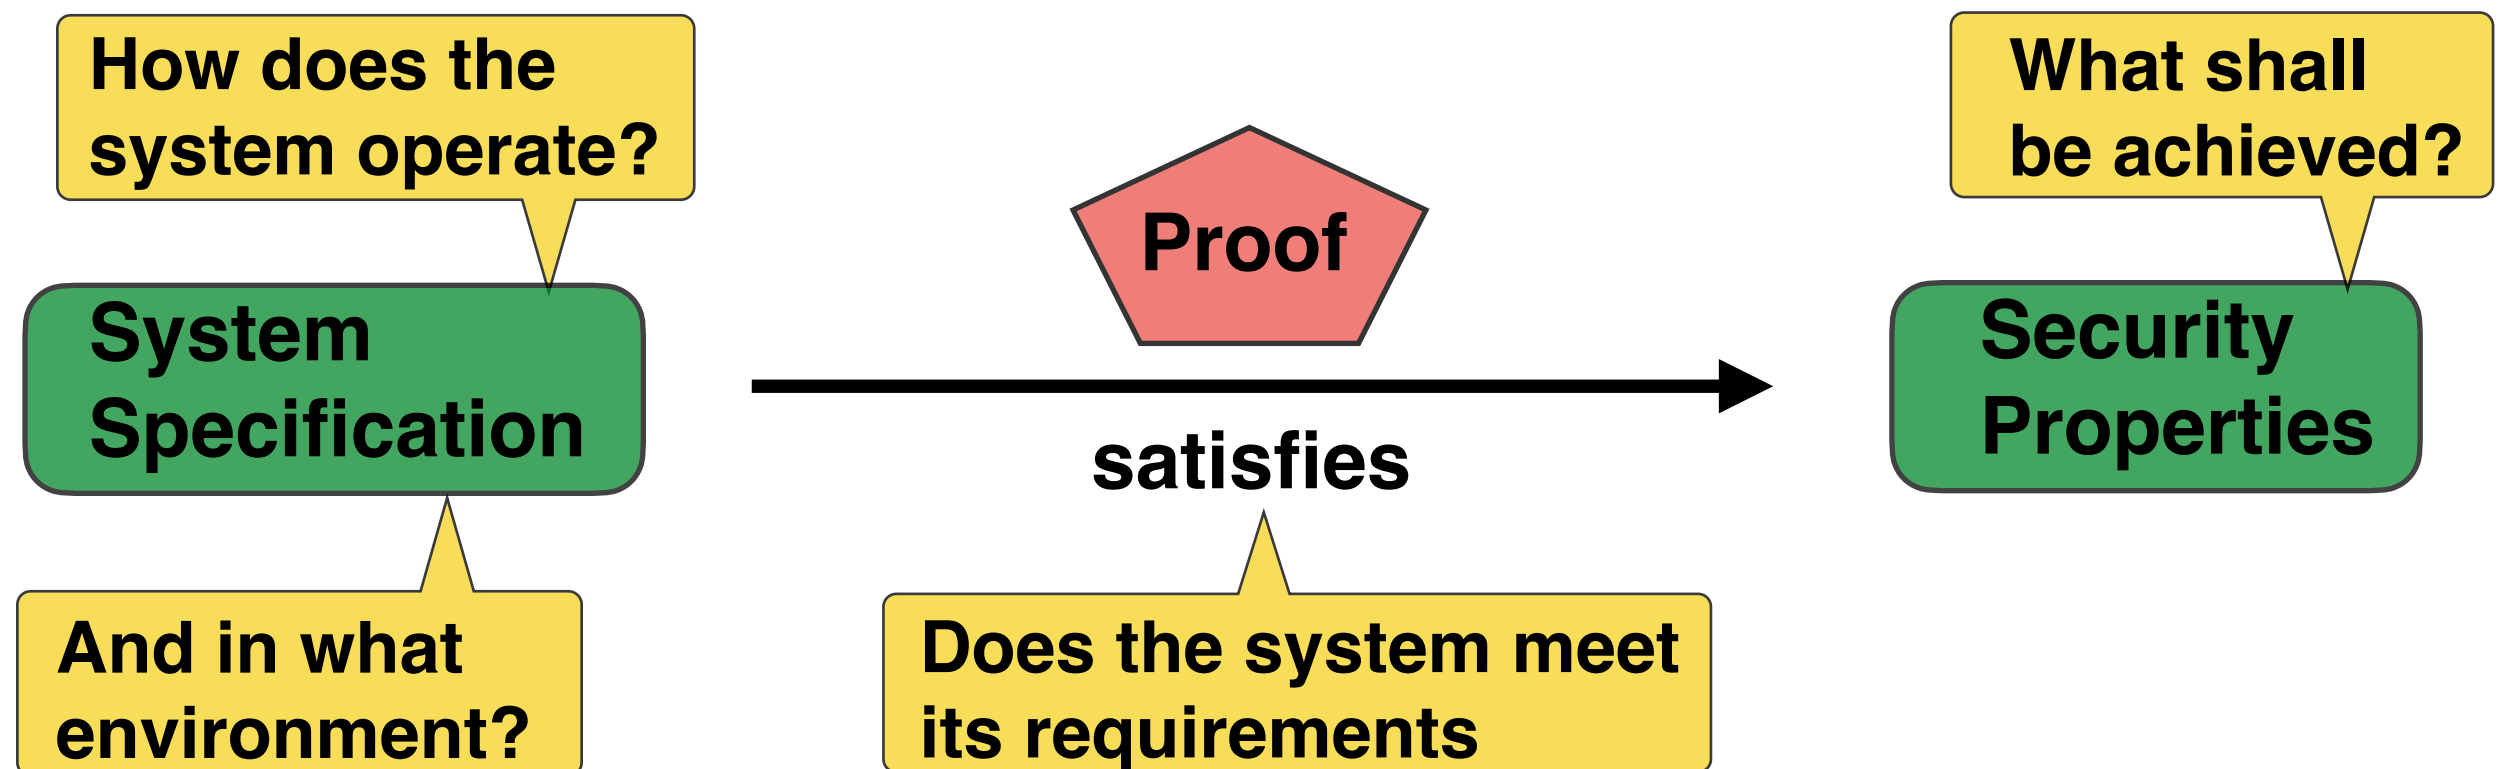 How does the
system operate?
What shall
be achieved?
Proof
System
Specification
Security
Properties
satisfies
And in what
environment?
Does the system meet
its requirements